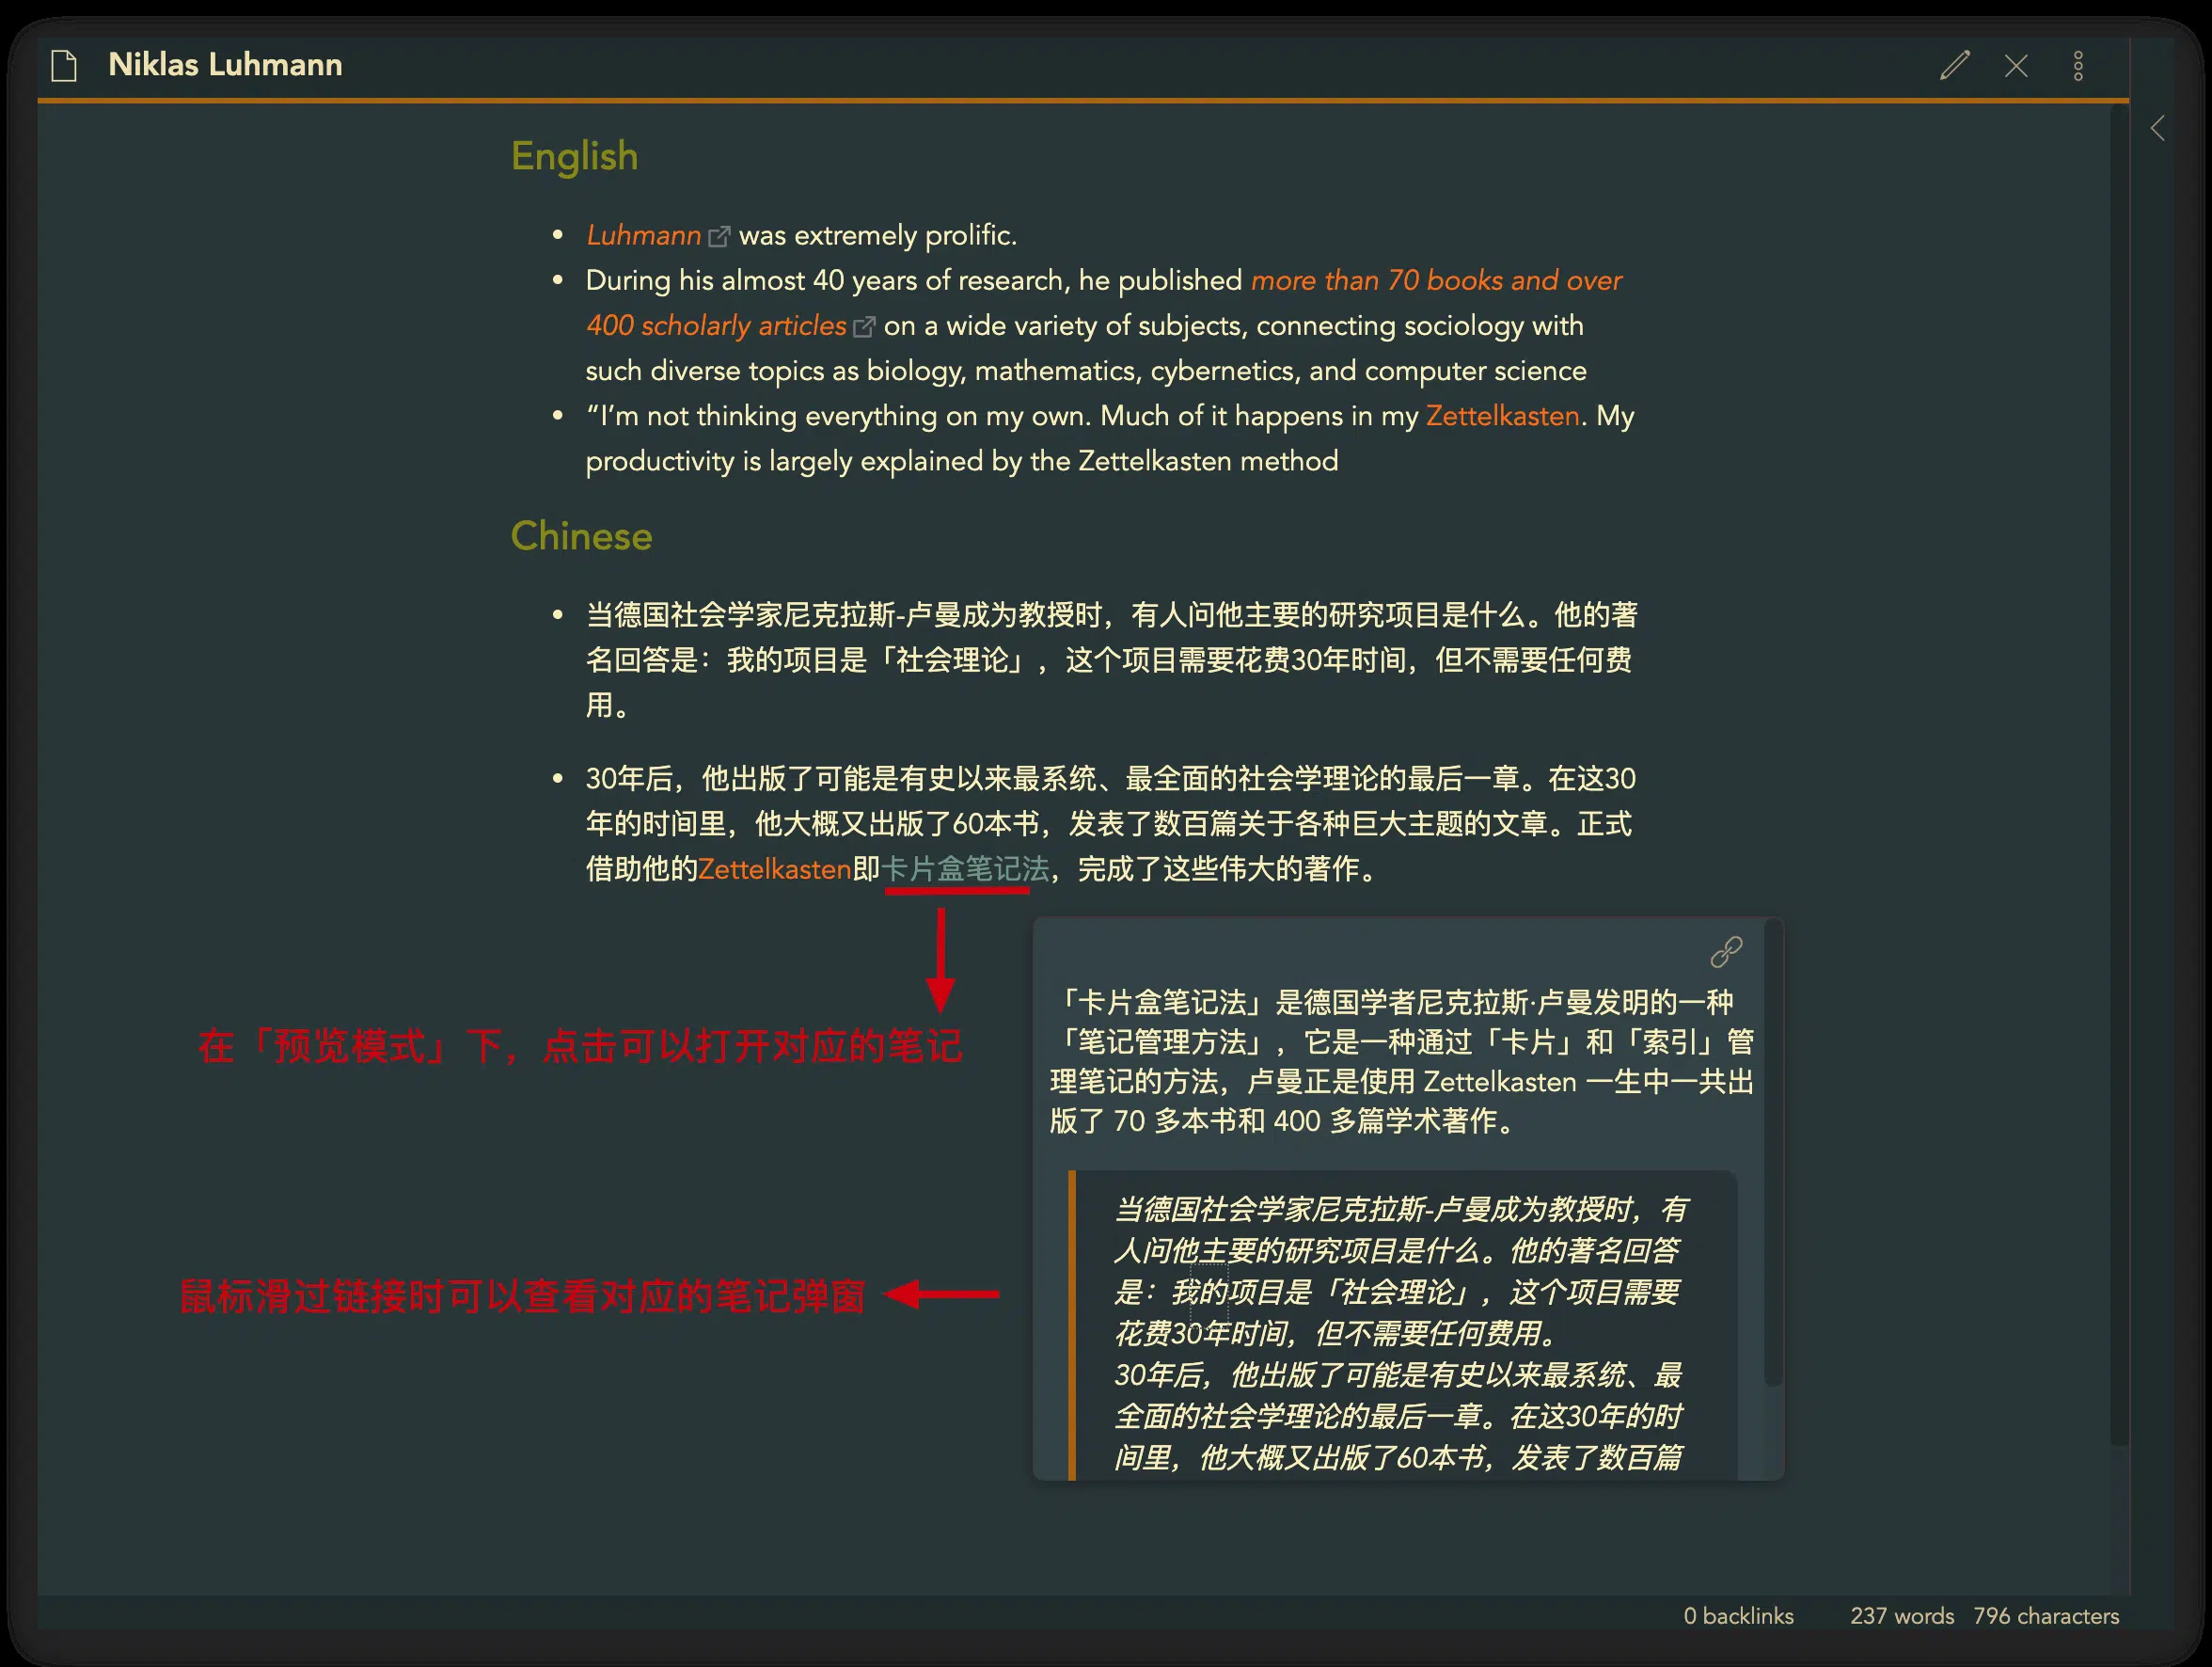 Niklas Luhmann
English
Luhmann was extremely prolific.
During his almost 40 years of research, he published more than 70 books and over
400 scholarly articles on a wide variety of subjects, connecting sociology with
such diverse topics as biology, mathematics, cybernetics, and computer science
“I’m not thinking everything on my own. Much of it happens in my Zettelkasten. My
productivity is largely explained by the Zettelkasten method
Chinese
当德国社会学家尼克拉斯-卢曼成为教授时，有人问他主要的研究项目是什么。他的著
名回答是：我的项目是「社会理论」，这个项目需要花费30年时间，但不需要任何费
用。
30年后，他出版了可能是有史以来最系统、最全面的社会学理论的最后一章。在这30
年的时间里，他大概又出版了60本书，发表了数百篇关于各种巨大主题的文章。正式
借助他的Zettelkasten即卡片盒笔记法，完成了这些伟大的著作。
在「预览模式」下，点击可以打开对应的笔记
「卡片盒笔记法」是德国学者尼克拉斯·卢曼发明的一种
「笔记管理方法」，它是一种通过「卡片」和「索引」管
理笔记的方法，卢曼正是使用 Zettelkasten 一生中一共出
版了 70 多本书和 400 多篇学术著作。
当德国社会学家尼克拉斯-卢曼成为教授时，有
人问他主要的研究项目是什么。他的著名回答
是：我的项目是「社会理论」，这个项目需要
花费30年时间，但不需要任何费用。
30年后，他出版了可能是有史以来最系统、最
全面的社会学理论的最后一章。在这30年的时
间里，他大概又出版了60本书，发表了数百篇
鼠标滑过链接时可以查看对应的笔记弹窗
0 backlinks 237 words 796 characters